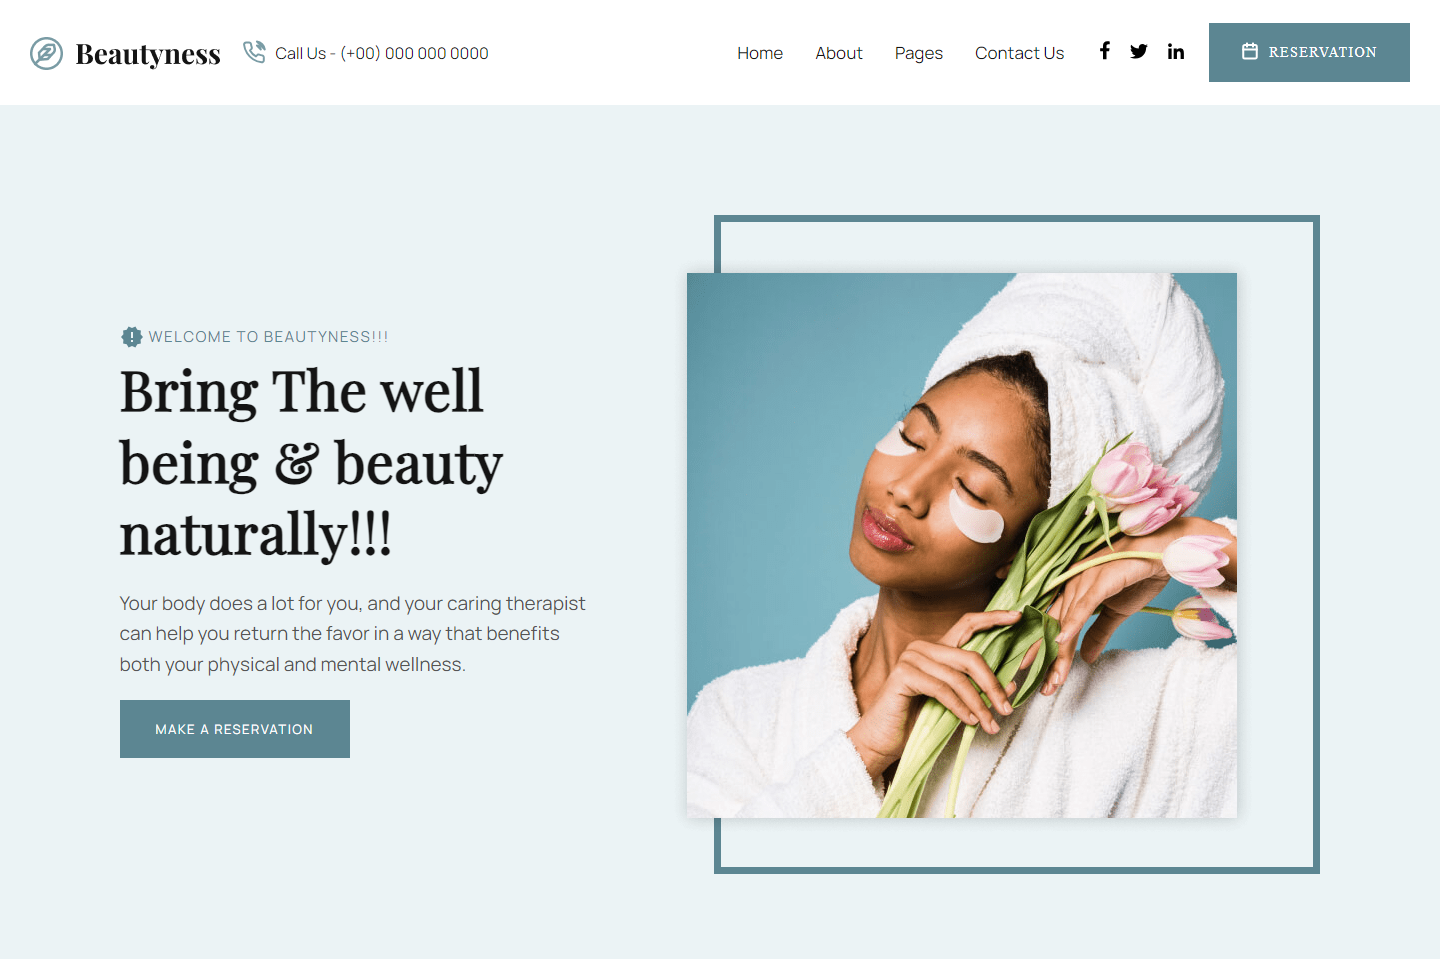 Beautyness
Call Us - (+00) 000 000 0000
Home
About
Pages
Contact Us
RESERVATION
WELCOME TO BEAUTYNESS!!!
Bring The well
being & beauty
naturally!!!
Your body does a lot for you, and your caring therapist
can help you return the favor in a way that benefits
both your physical and mental wellness.
MAKE A RESERVATION